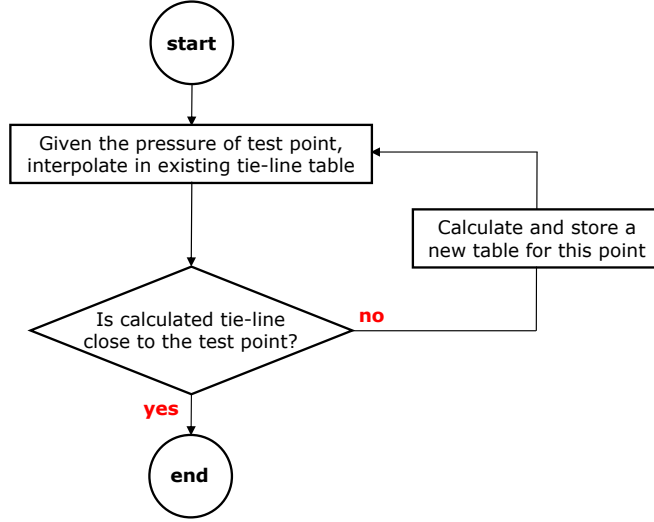 start
Given the pressure of test point,
interpolate in existing tie-line table
Calculate and store a
new table for this point
Is calculated tie-line
close to the test point?
no
yes
end